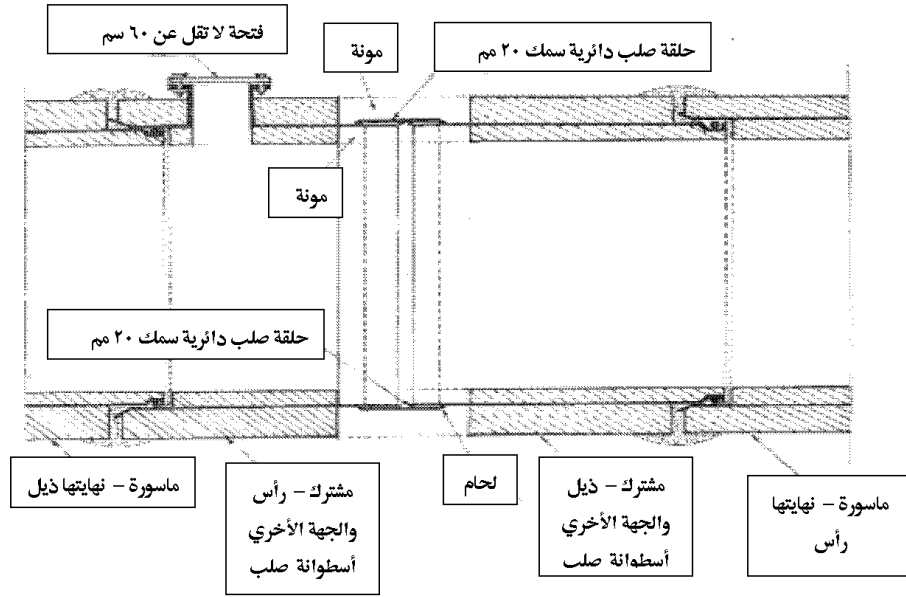 فتحة لا تقل عن ٦٠ سم
مونة
حلقة صلب دائرية سمك ٢٠ مم
مونة
حلقة صلب دائرية سمك ٢٠ مم
ماسورة – نهايتها
رأس
مشترك – ذيل
والجهة الأخري
أسطوانة صلب
لحام
مشترك – رأس
والجهة الأخري
أسطوانة صلب
ماسورة – نهايتها ذيل